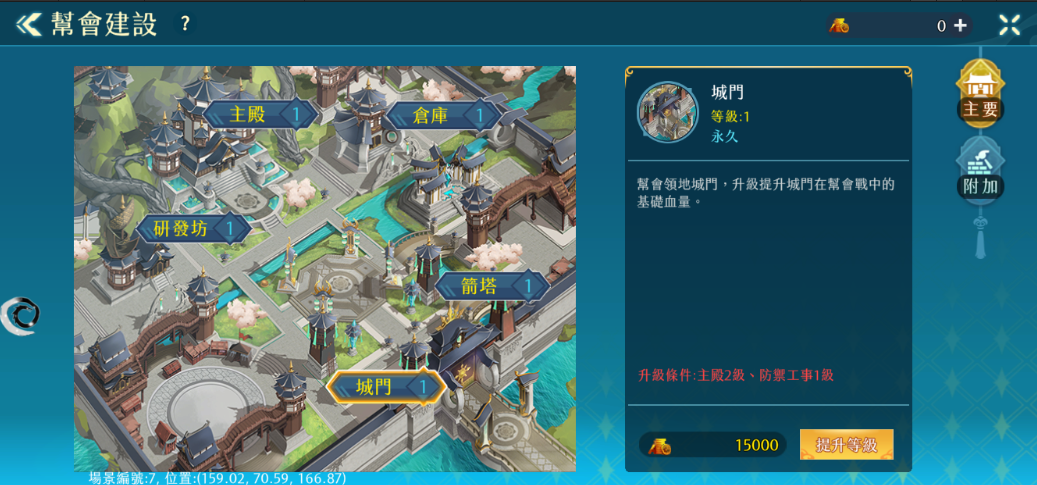 幫會建設 ?
0 +
主殿 1
倉庫 1
研發坊 1
箭塔 1
城門 1
場景編號:7, 位置:(159.02, 70.59, 166.87)
城門
等級:1
永久
幫會領地城門，升級提升城門在幫會戰中的
基礎血量。
升級條件:主殿2級、防禦工事1級
15000
提升等級
主要
附加